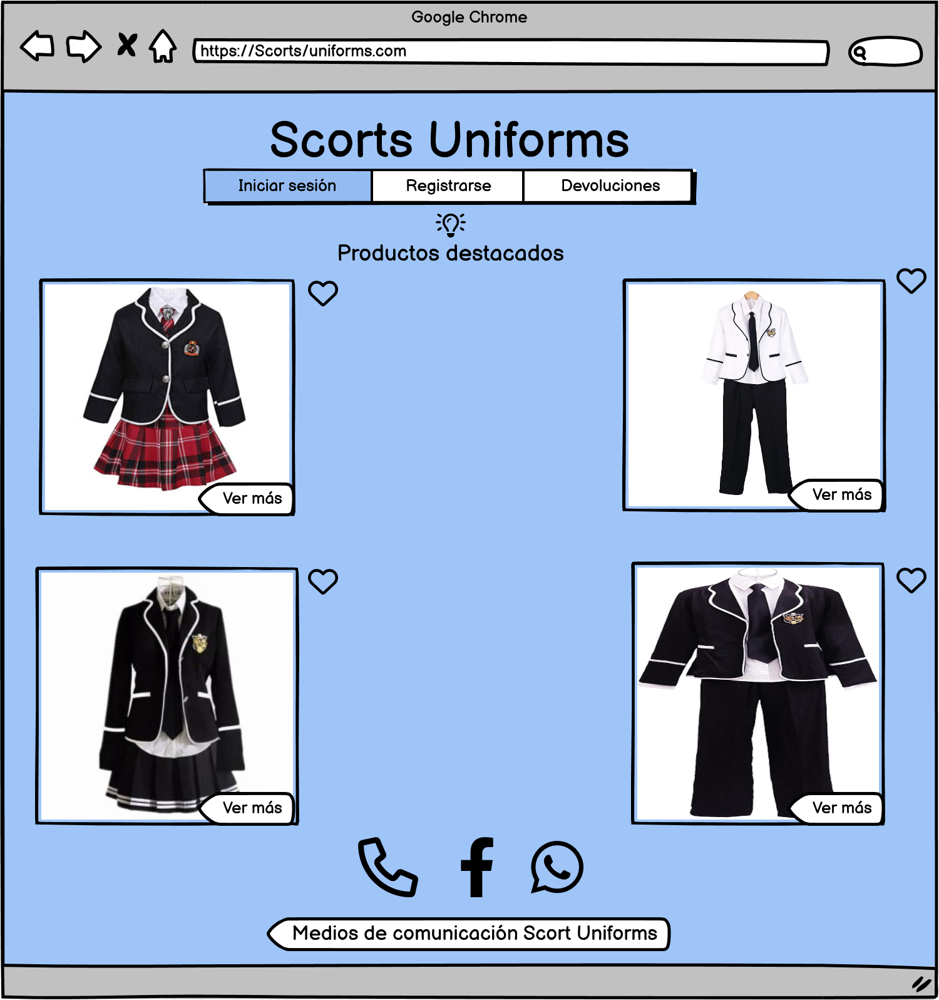 Google Chrome
https://Scorts/uniforms.com
Scorts Uniforms
Iniciar sesión
Registrarse
Devoluciones
Productos destacados
Ver más
Ver más
Ver más
Ver más
Medios de comunicación Scort Uniforms